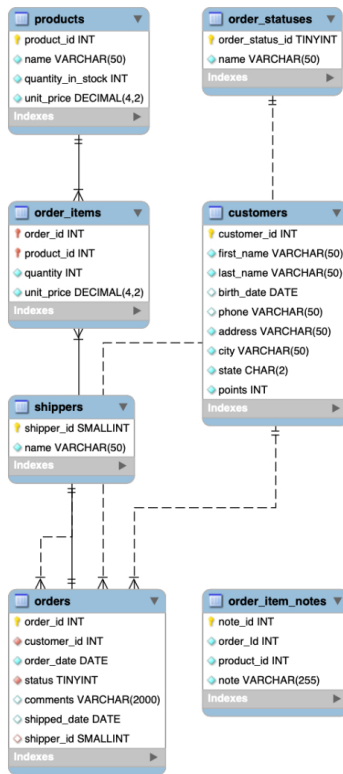 products
product_id INT
name VARCHAR(50)
quantity_in_stock INT
unit_price DECIMAL(4,2)
Indexes
order_statuses
order_status_id TINYINT
name VARCHAR(50)
Indexes
order_items
order_id INT
product_id INT
quantity INT
unit_price DECIMAL(4,2)
Indexes
customers
customer_id INT
first_name VARCHAR(50)
last_name VARCHAR(50)
birth_date DATE
phone VARCHAR(50)
address VARCHAR(50)
city VARCHAR(50)
state CHAR(2)
points INT
Indexes
shippers
shipper_id SMALLINT
name VARCHAR(50)
Indexes
orders
order_id INT
customer_id INT
order_date DATE
status TINYINT
comments VARCHAR(2000)
shipped_date DATE
shipper_id SMALLINT
Indexes
order_item_notes
note_id INT
order_Id INT
product_id INT
note VARCHAR(255)
Indexes